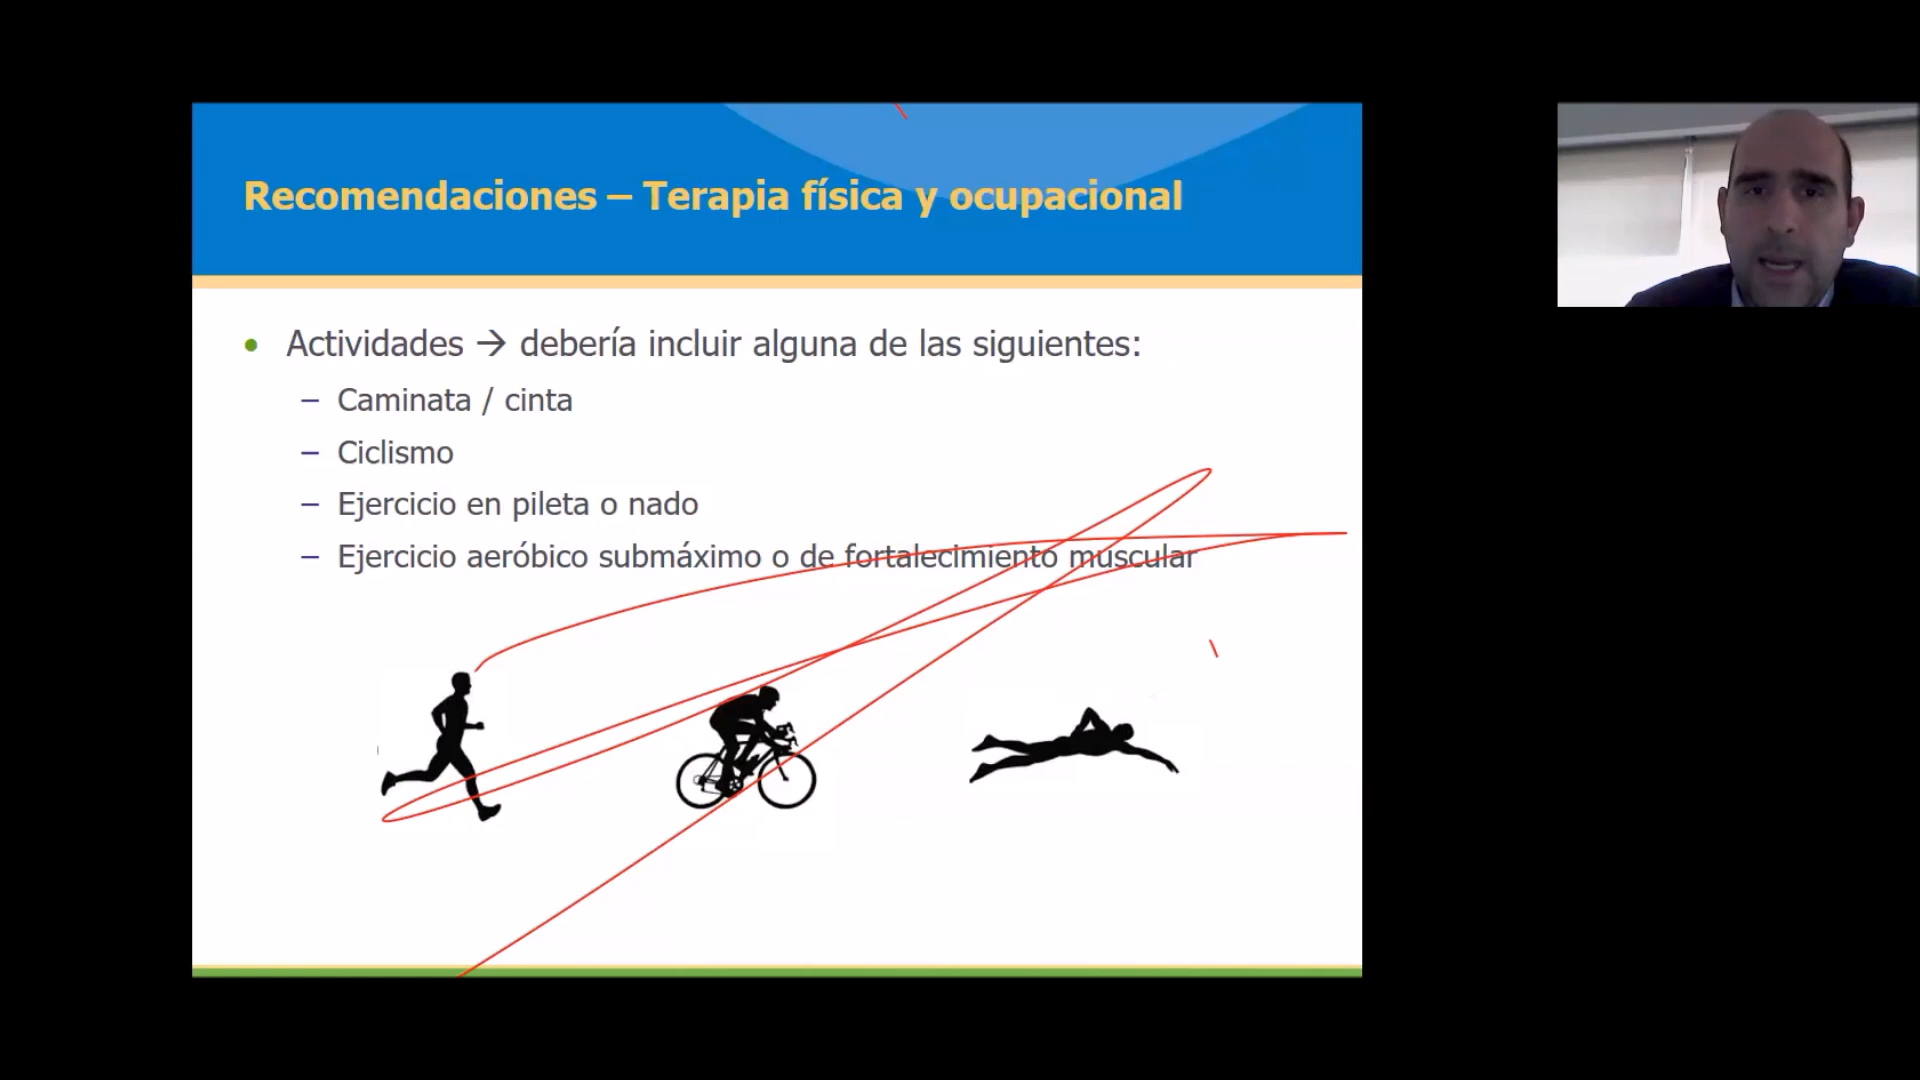 Recomendaciones – Terapia física y ocupacional
• Actividades → debería incluir alguna de las siguientes:
– Caminata / cinta
– Ciclismo
– Ejercicio en pileta o nado
– Ejercicio aeróbico submáximo o de fortalecimiento muscular